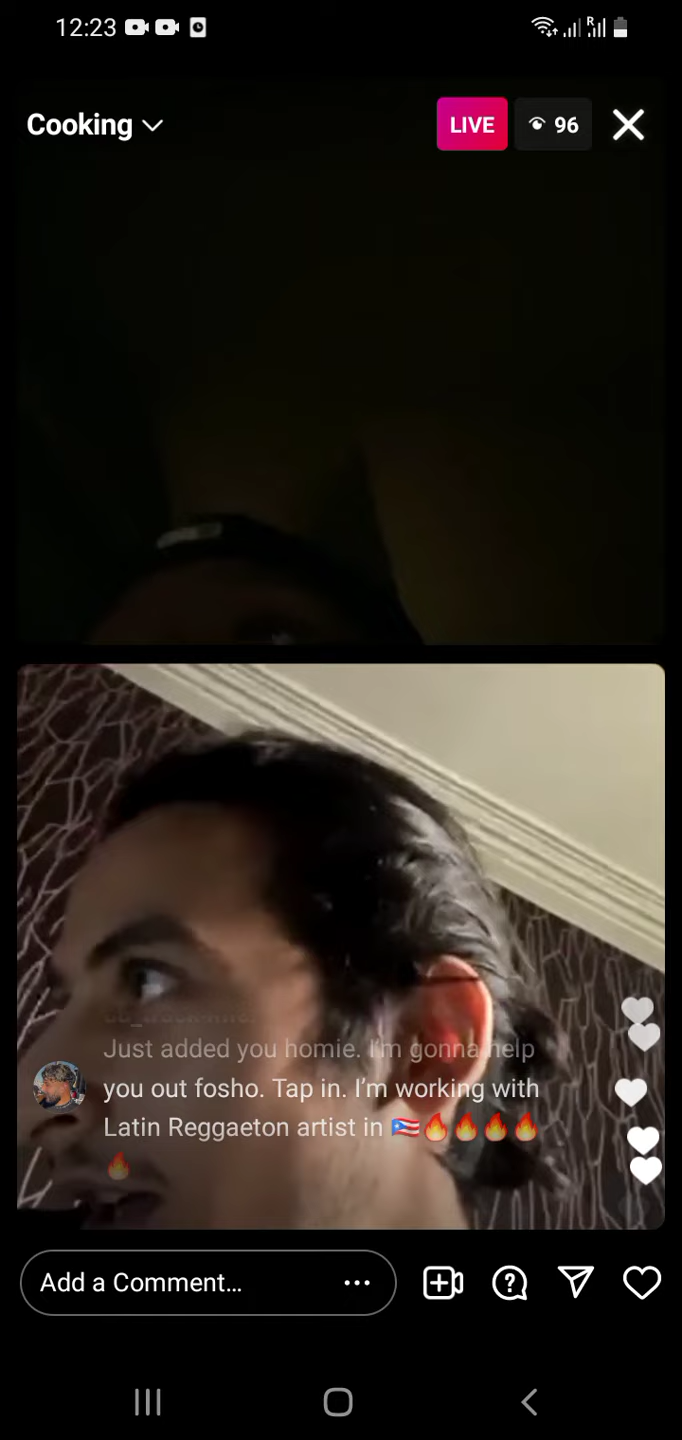 12:23
R
Cooking
LIVE
96
Just added you homie. I'm gonna help
you out fosho. Tap in. I'm working with
Latin Reggaeton artist in 🇵🇷🔥🔥🔥🔥
🔥
Add a Comment...